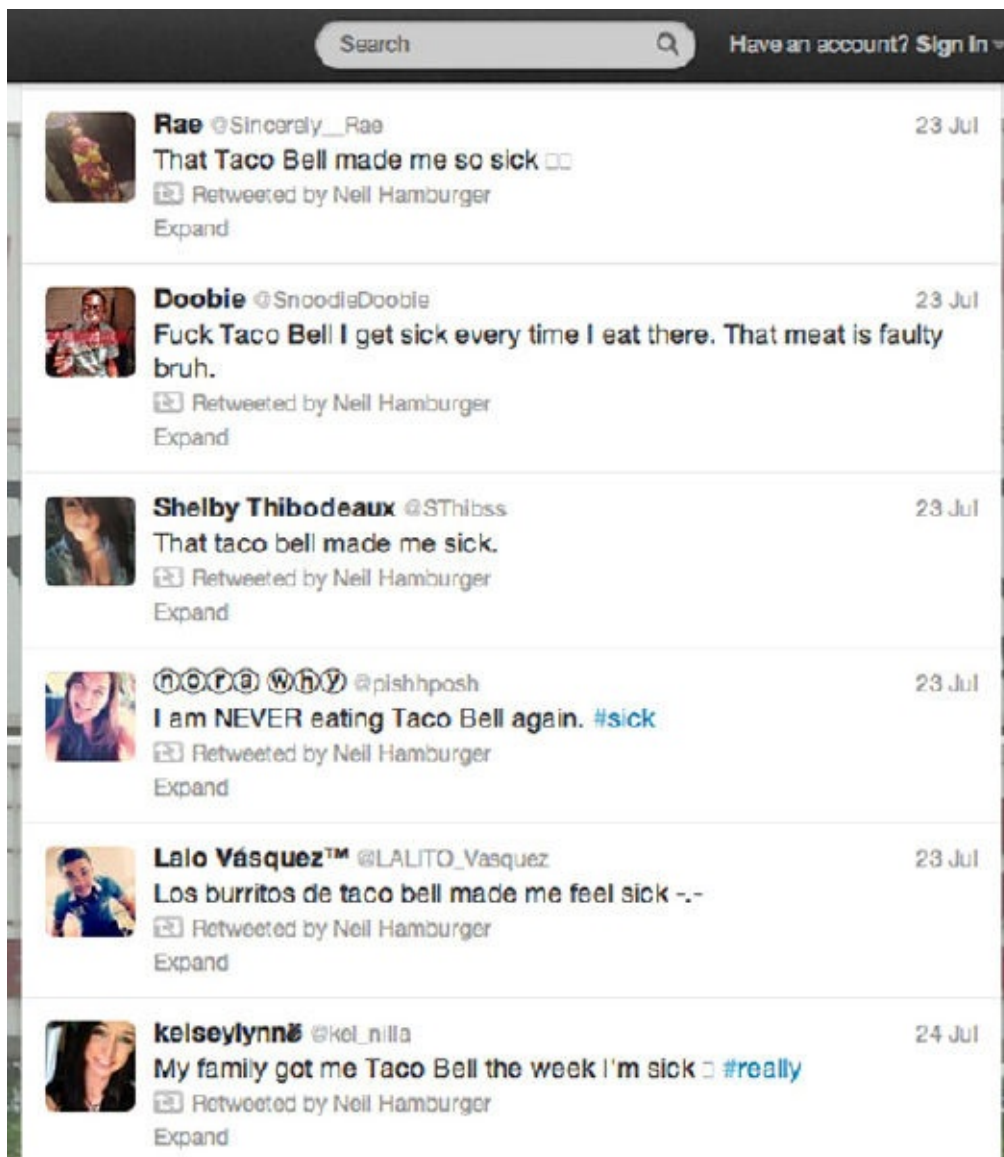 Search
Have an account? Sign In
Rae @Sincerely__Rae 23 Jul
That Taco Bell made me so sick
Retweeted by Neil Hamburger
Expand
Doobie @SnoodieDoobie 23 Jul
Fuck Taco Bell I get sick every time I eat there. That meat is faulty
bruh.
Retweeted by Neil Hamburger
Expand
Shelby Thibodeaux @SThibss 23 Jul
That taco bell made me sick.
Retweeted by Neil Hamburger
Expand
ⓝⓞⓡⓐ ⓦⓗⓨ @pishhposh 23 Jul
I am NEVER eating Taco Bell again. #sick
Retweeted by Neil Hamburger
Expand
Lalo Vásquez™ @LALITO_Vasquez 23 Jul
Los burritos de taco bell made me feel sick -.-
Retweeted by Neil Hamburger
Expand
kelseylynn @kel_nilla 24 Jul
My family got me Taco Bell the week I'm sick #really
Retweeted by Neil Hamburger
Expand